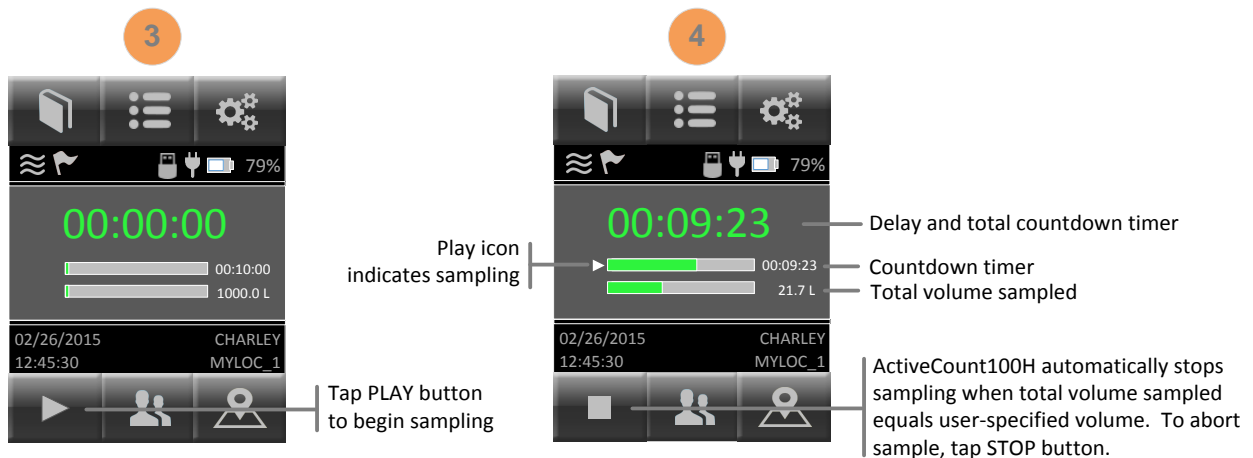 3
79%
00:00:00
00:10:00
1000.0 L
02/26/2015 CHARLEY
12:45:30 MYLOC_1
Tap PLAY button
to begin sampling
4
79%
00:09:23
Delay and total countdown timer
Play icon
indicates sampling
00:09:23
Countdown timer
21.7 L
Total volume sampled
02/26/2015 CHARLEY
12:45:30 MYLOC_1
ActiveCount100H automatically stops
sampling when total volume sampled
equals user-specified volume.  To abort
sample, tap STOP button.